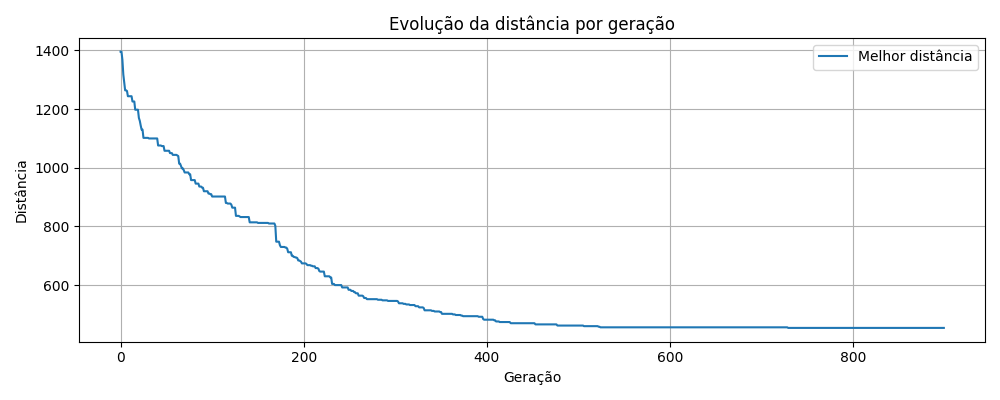 Evolução da distância por geração
Melhor distância
Distância
1400
1200
1000
800
600
0
200
400
600
800
Geração